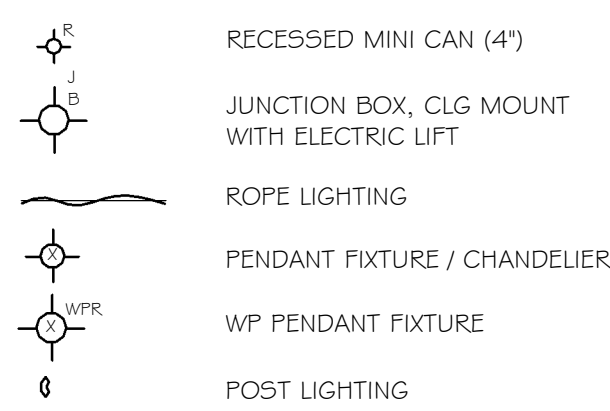 R
RECESSED MINI CAN (4")
J
B
JUNCTION BOX, CLG MOUNT
WITH ELECTRIC LIFT
ROPE LIGHTING
X
PENDANT FIXTURE / CHANDELIER
X
WPR
WP PENDANT FIXTURE
POST LIGHTING